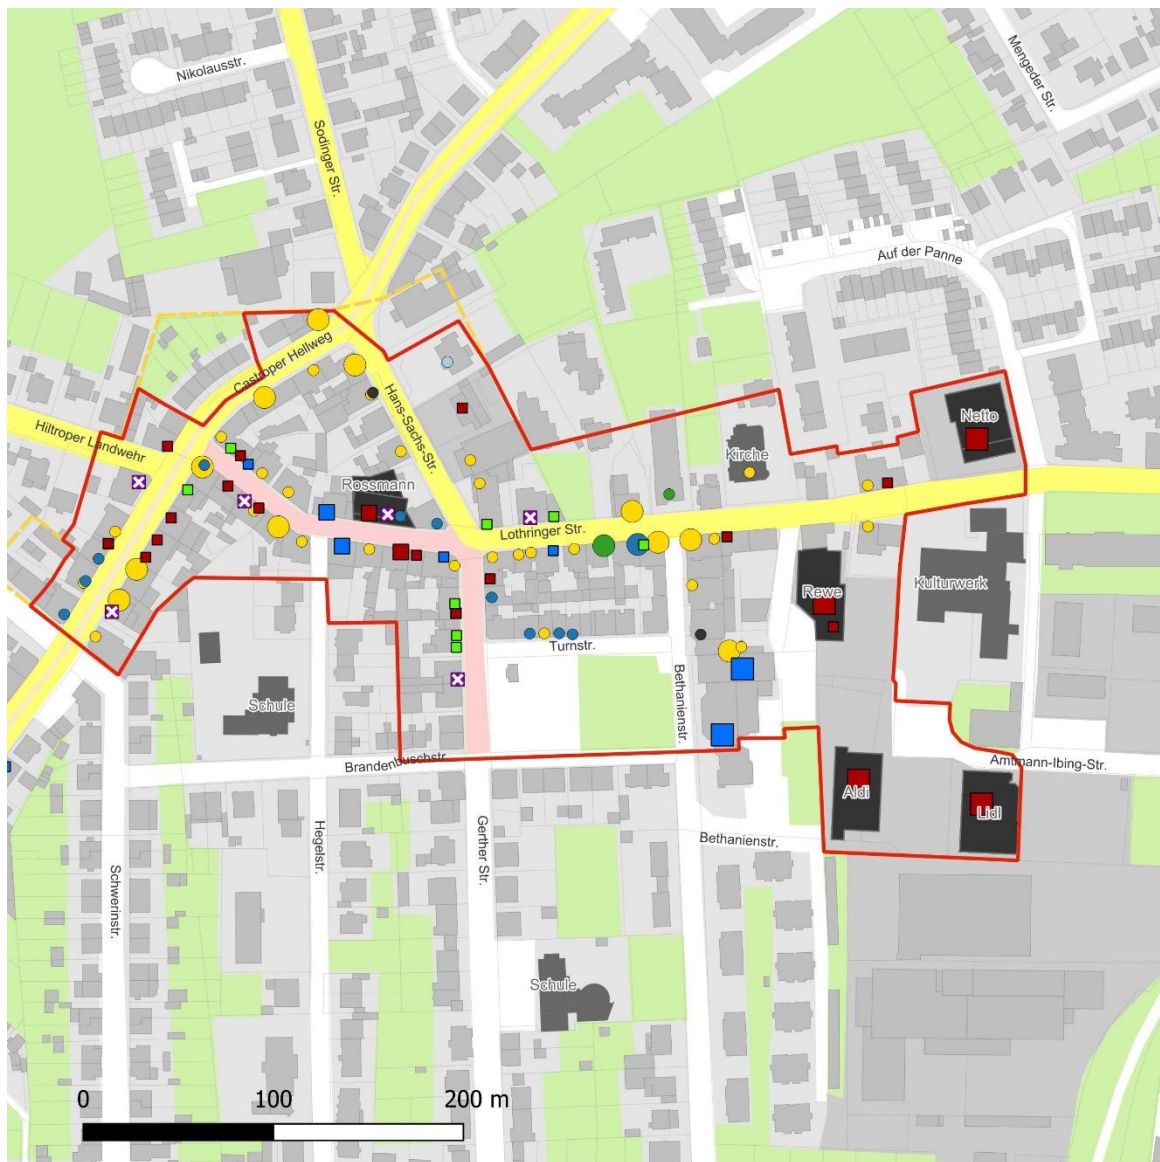 Nikolausstr.
Mengeder Str.
Sodinger Str.
Auf der Panne
Castroper Hellweg
Hans-Sachs-Str.
Hiltroper Landwehr
Netto
Kirche
Rossmann
Lothringer Str.
Kulturwerk
Rewe
Turnstr.
Bethanienstr.
Schule
Brandenbuschstr.
Amtmann-Ibing-Str.
Aldi
Lidl
Hegelstr.
Gerther Str.
Bethanienstr.
Schwerinstr.
Schule
0 100 200 m